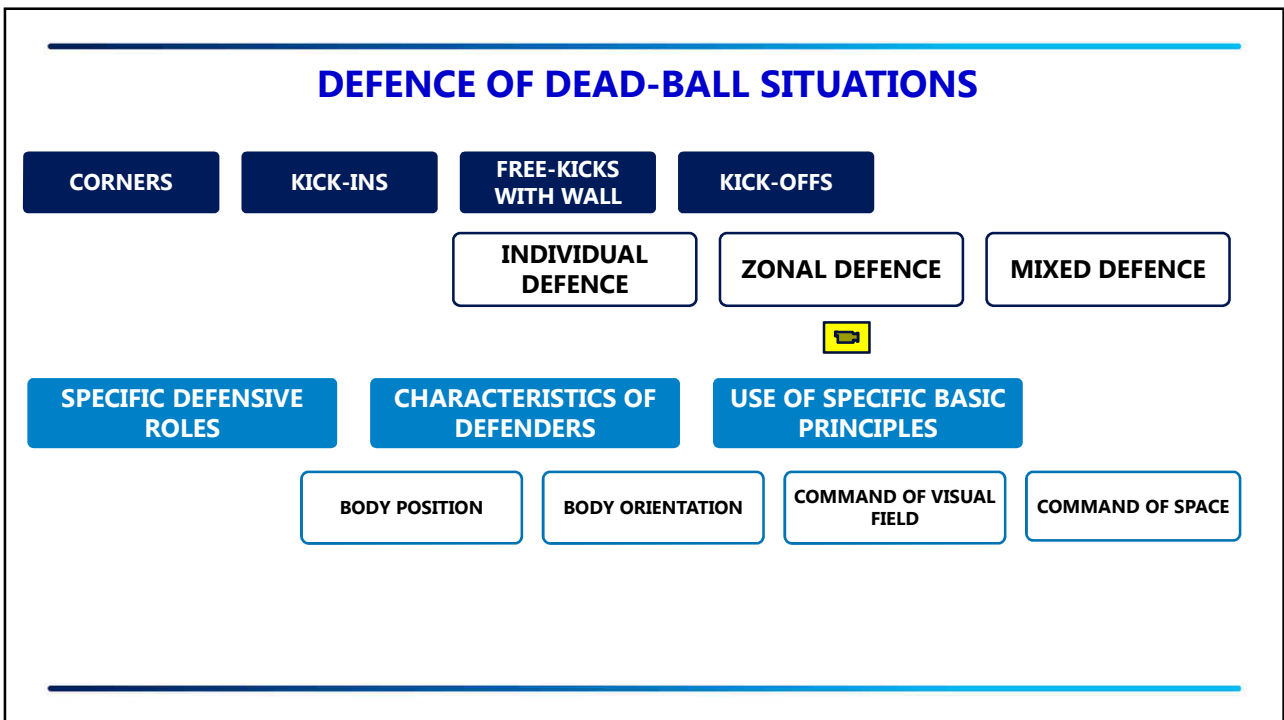 DEFENCE OF DEAD-BALL SITUATIONS
CORNERS
KICK-INS
FREE-KICKS
WITH WALL
KICK-OFFS
INDIVIDUAL
DEFENCE
ZONAL DEFENCE
MIXED DEFENCE
SPECIFIC DEFENSIVE
ROLES
CHARACTERISTICS OF
DEFENDERS
USE OF SPECIFIC BASIC
PRINCIPLES
BODY POSITION
BODY ORIENTATION
COMMAND OF VISUAL
FIELD
COMMAND OF SPACE